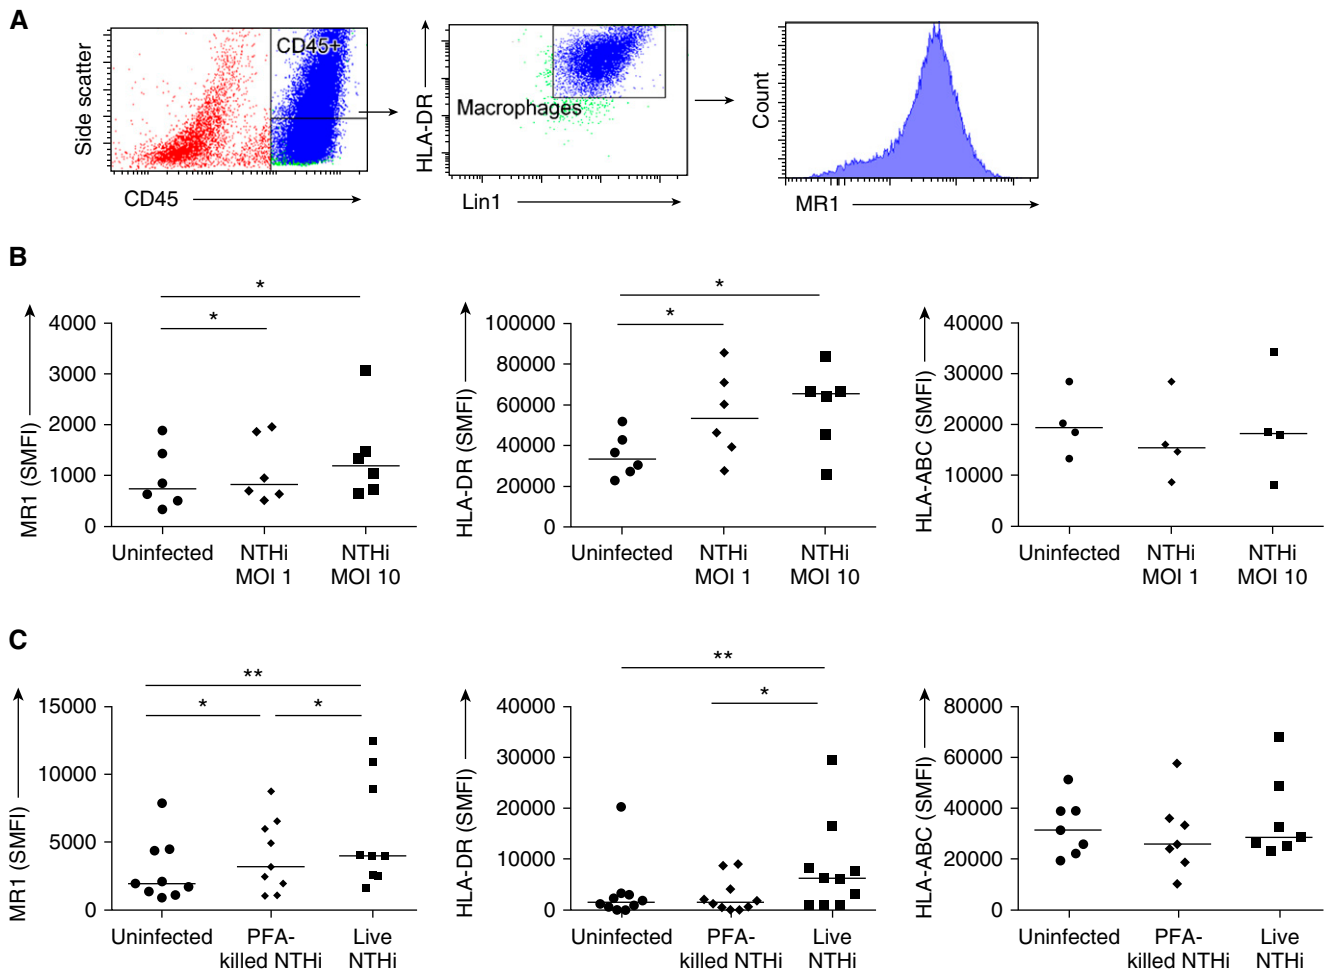 A
Side scatter
CD45+
CD45
HLA-DR
Macrophages
Lin1
Count
MR1
B
MR1 (SMFI)
4000
3000
2000
1000
0
*
*
Uninfected
NTHi
MOI 1
NTHi
MOI 10
HLA-DR (SMFI)
100000
80000
60000
40000
20000
0
*
*
Uninfected
NTHi
MOI 1
NTHi
MOI 10
HLA-ABC (SMFI)
40000
30000
20000
10000
0
Uninfected
NTHi
MOI 1
NTHi
MOI 10
C
MR1 (SMFI)
15000
10000
5000
0
**
*
*
Uninfected
PFA-
killed NTHi
Live
NTHi
HLA-DR (SMFI)
40000
30000
20000
10000
0
**
*
Uninfected
PFA-
killed NTHi
Live
NTHi
HLA-ABC (SMFI)
80000
60000
40000
20000
0
Uninfected
PFA-
killed NTHi
Live
NTHi